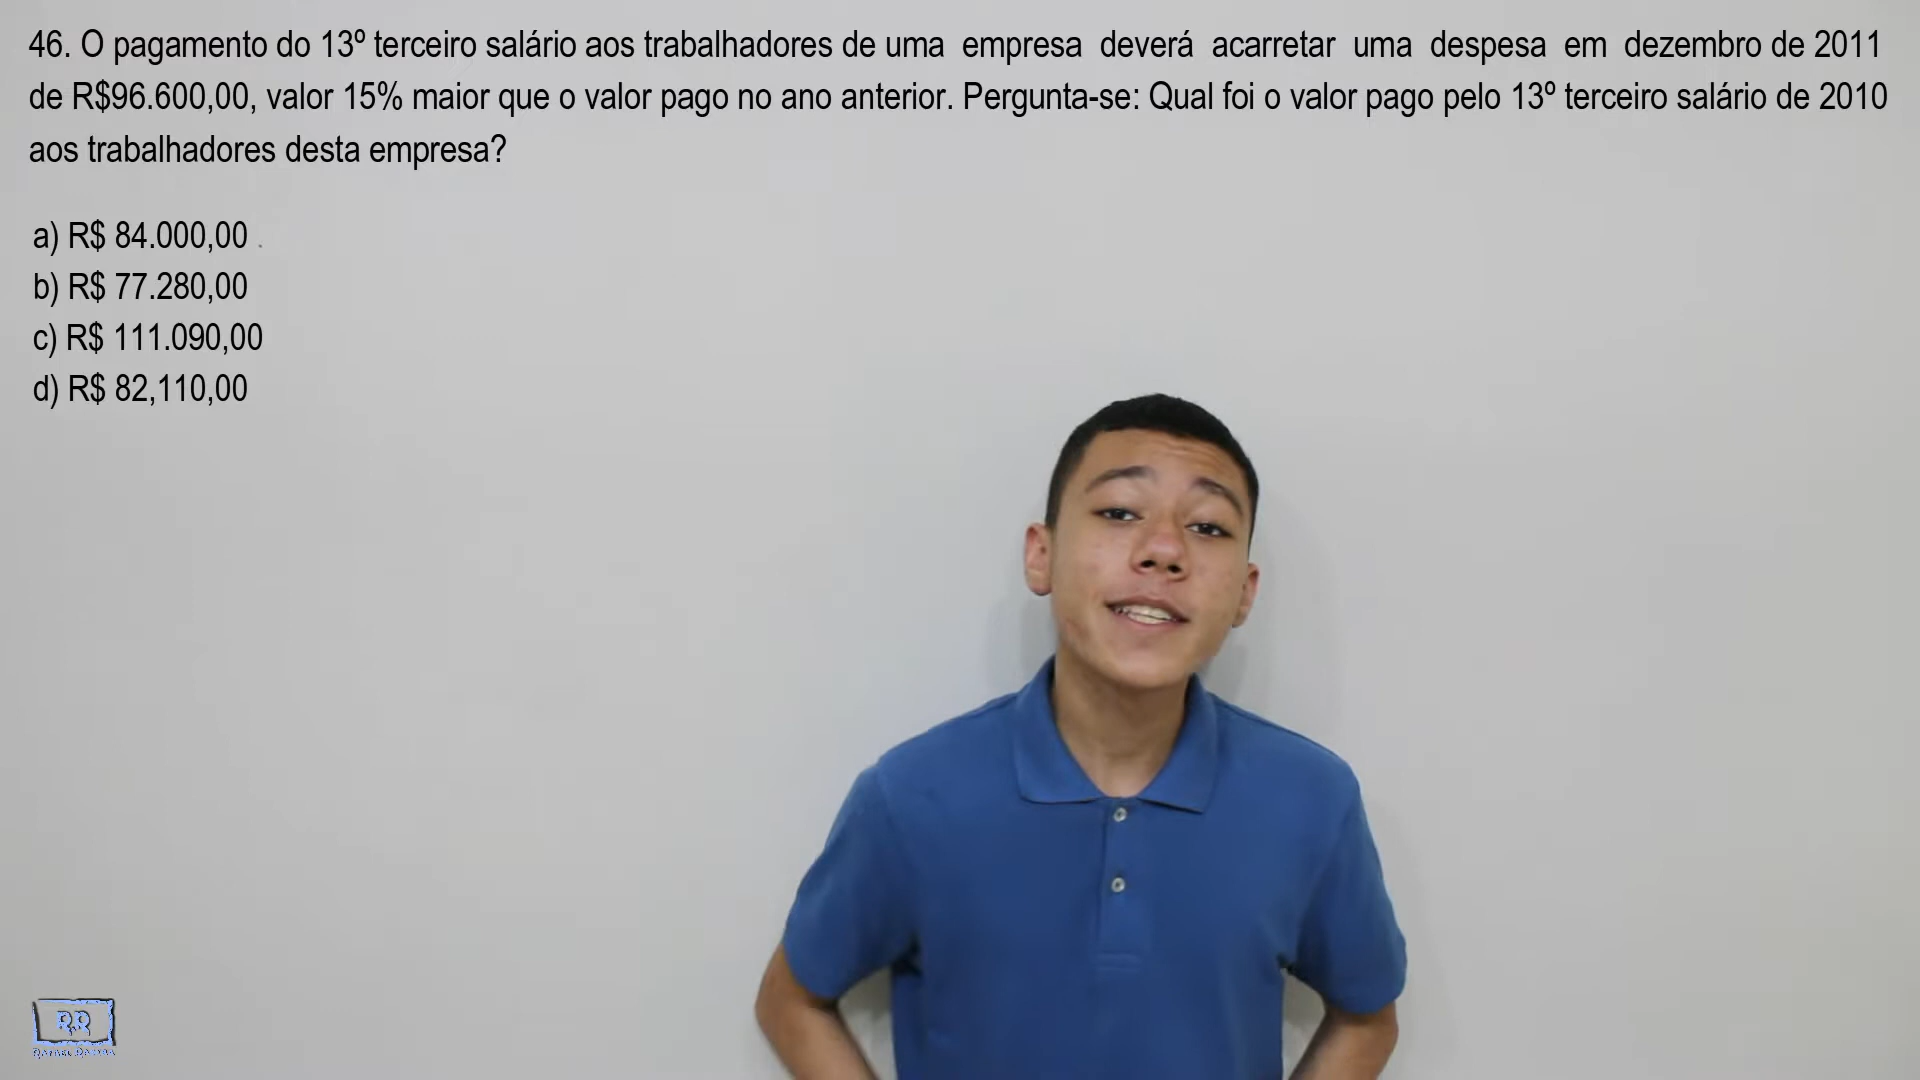 46. O pagamento do 13º terceiro salário aos trabalhadores de uma empresa deverá acarretar uma despesa em dezembro de 2011
de R$96.600,00, valor 15% maior que o valor pago no ano anterior. Pergunta-se: Qual foi o valor pago pelo 13º terceiro salário de 2010
aos trabalhadores desta empresa?
a) R$ 84.000,00 .
b) R$ 77.280,00
c) R$ 111.090,00
d) R$ 82,110,00
RR